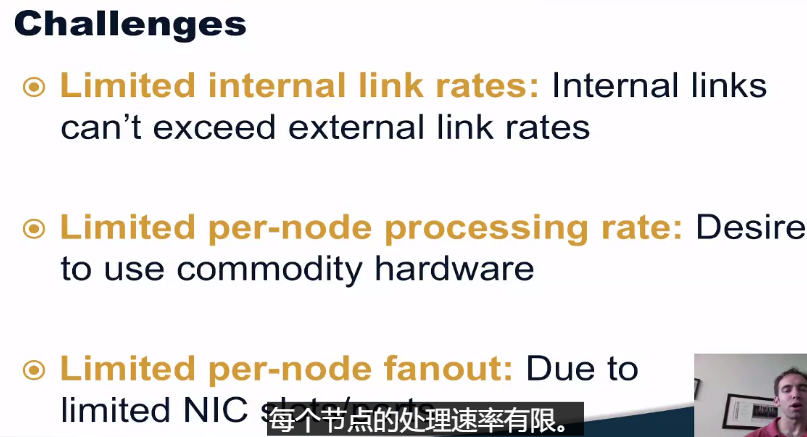 Challenges
Limited internal link rates: Internal links
can't exceed external link rates
Limited per-node processing rate: Desire
to use commodity hardware
Limited per-node fanout: Due to
limited NIC
每个节点的处理速率有限。